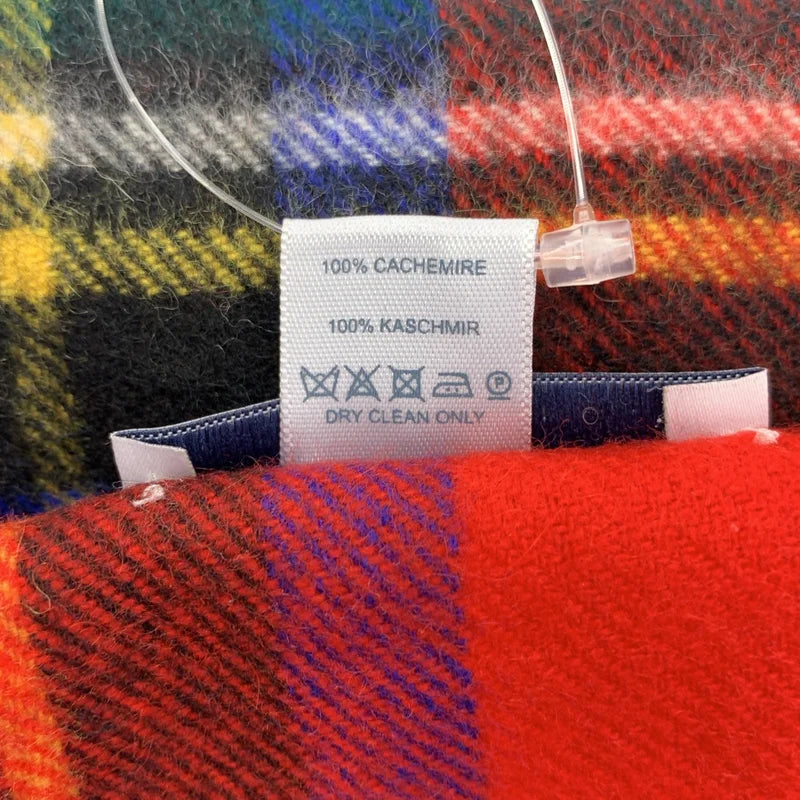 100% CACHEMIRE
100% KASCHMIR
P
DRY CLEAN ONLY